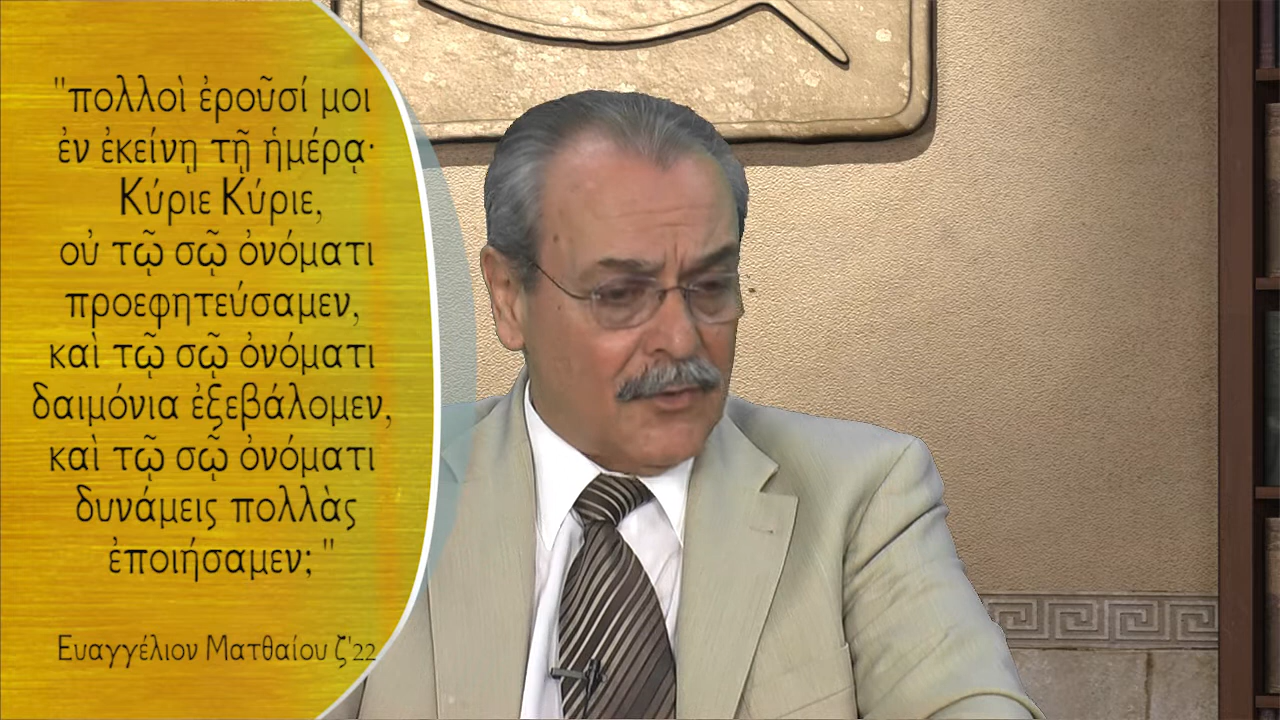 "πολλοὶ ἐροῦσί μοι
ἐν ἐκείνῃ τῇ ἡμέρᾳ·
Κύριε Κύριε,
οὐ τῷ σῷ ὀνόματι
προεφητεύσαμεν,
καὶ τῷ σῷ ὀνόματι
δαιμόνια ἐξεβάλομεν,
καὶ τῷ σῷ ὀνόματι
δυνάμεις πολλὰς
ἐποιήσαμεν; "
Ευαγγέλιον Ματθαίου ζ'22